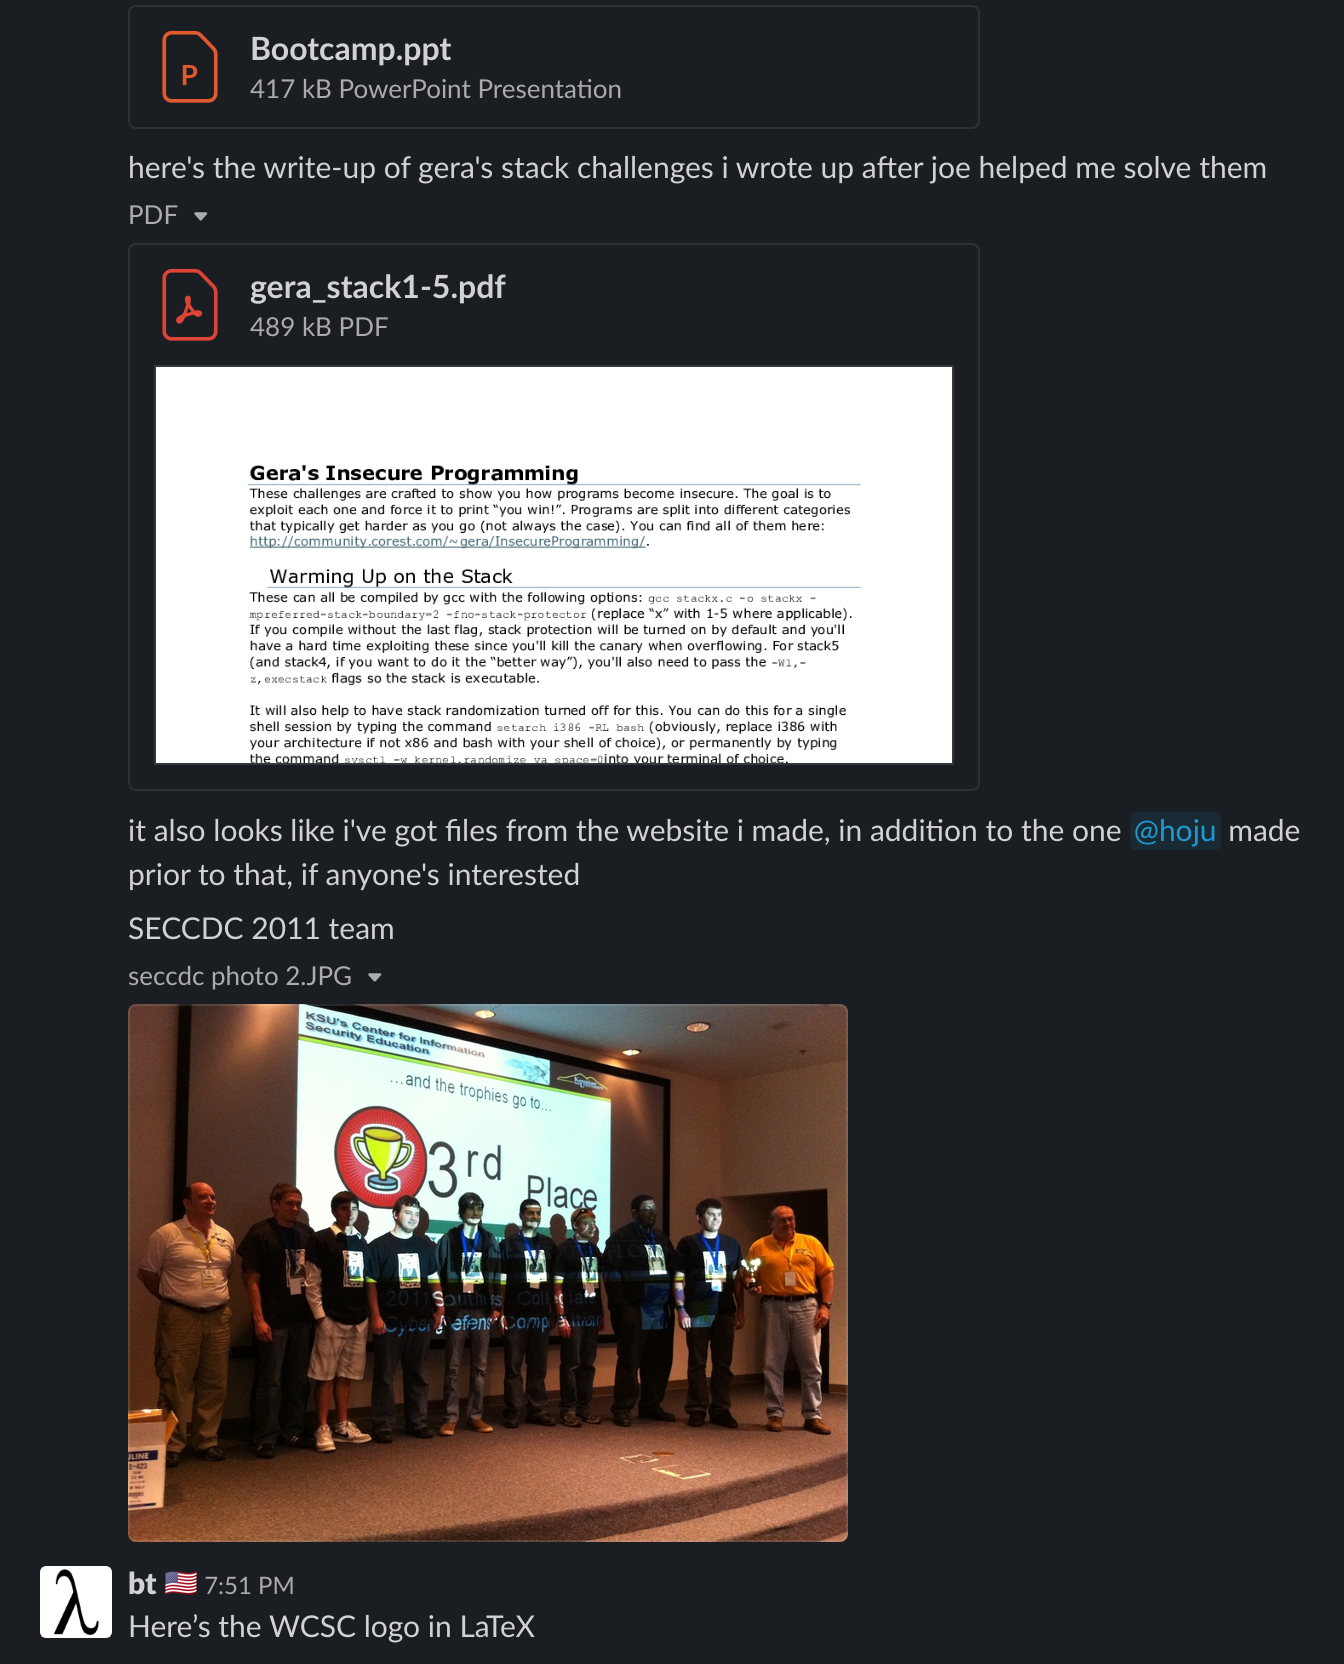 P
Bootcamp.ppt
417 kB PowerPoint Presentation
here's the write-up of gera's stack challenges i wrote up after joe helped me solve them
PDF
gera_stack1-5.pdf
489 kB PDF
Gera's Insecure Programming
These challenges are crafted to show you how programs become insecure. The goal is to
exploit each one and force it to print “you win!”. Programs are split into different categories
that typically get harder as you go (not always the case). You can find all of them here:
http://community.corest.com/~gera/InsecureProgramming/.
Warming Up on the Stack
These can all be compiled by gcc with the following options: gcc stackx.c -o stackx -
mpreferred-stack-boundary=2 -fno-stack-protector (replace “x” with 1-5 where applicable).
If you compile without the last flag, stack protection will be turned on by default and you'll
have a hard time exploiting these since you'll kill the canary when overflowing. For stack5
(and stack4, if you want to do it the “better way”), you'll also need to pass the -Wl,-
z,execstack flags so the stack is executable.
It will also help to have stack randomization turned off for this. You can do this for a single
shell session by typing the command setarch i386 -RL bash (obviously, replace i386 with
your architecture if not x86 and bash with your shell of choice), or permanently by typing
the command sysctl -w kernel.randomize_va_space=0into your terminal of choice.
it also looks like i've got files from the website i made, in addition to the one @hoju made
prior to that, if anyone's interested
SECCDC 2011 team
seccdc photo 2.JPG
KSU's Center for Information
Security Education
...and the trophies go to...
3rd Place
2011 Southeast Collegiate
Cyber Defense Competition
ULINE
S-423
bt 7:51 PM
Here’s the WCSC logo in LaTeX